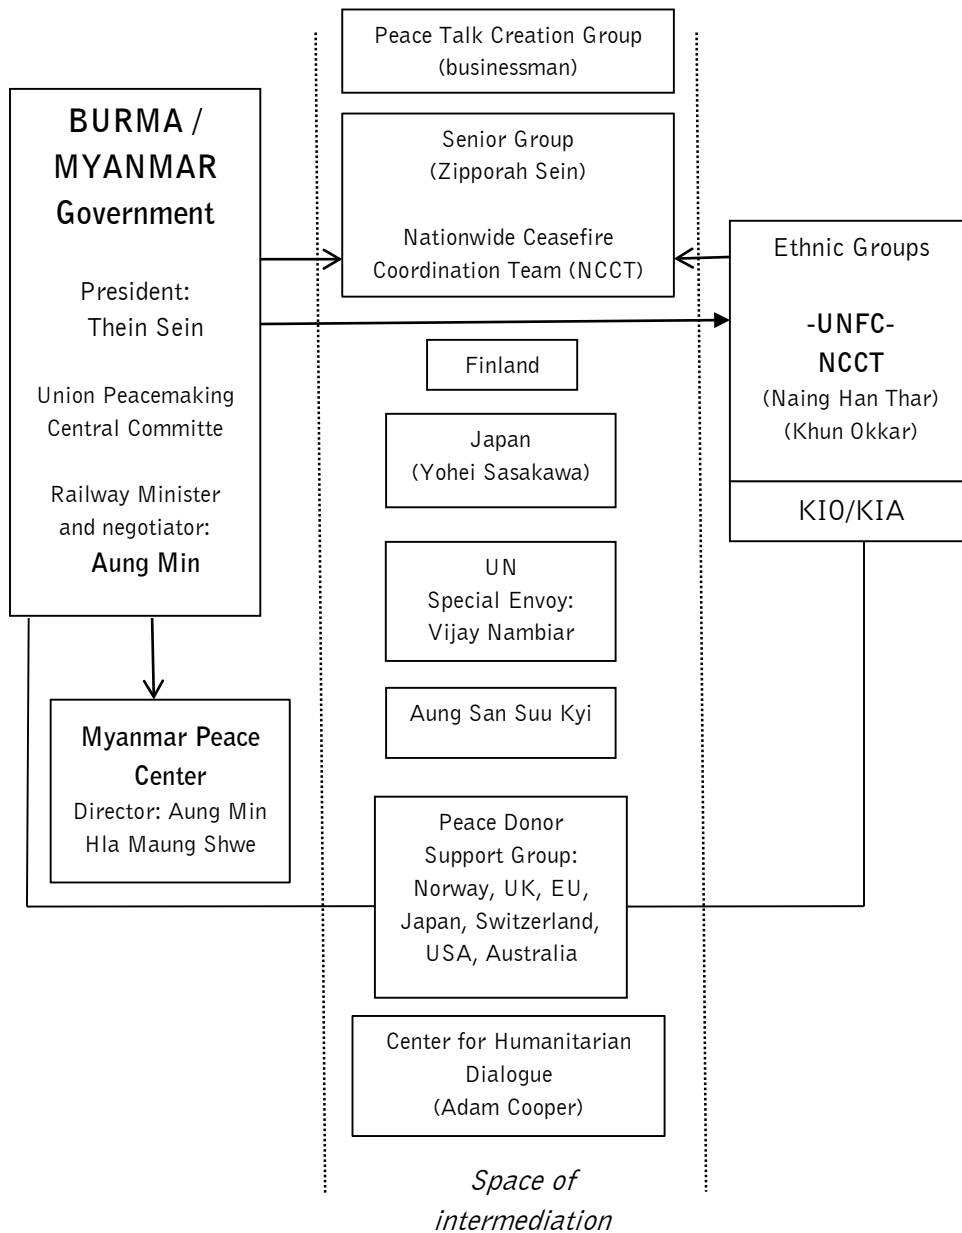 Peace Talk Creation Group
(businessman)
BURMA /
MYANMAR
Government
President:
Thein Sein
Union Peacemaking
Central Committe
Railway Minister
and negotiator:
Aung Min
Senior Group
(Zipporah Sein)
Nationwide Ceasefire
Coordination Team (NCCT)
Ethnic Groups
-UNFC-
NCCT
(Naing Han Thar)
(Khun Okkar)
KIO/KIA
Finland
Japan
(Yohei Sasakawa)
UN
Special Envoy:
Vijay Nambiar
Aung San Suu Kyi
Myanmar Peace
Center
Director: Aung Min
Hla Maung Shwe
Peace Donor
Support Group:
Norway, UK, EU,
Japan, Switzerland,
USA, Australia
Center for Humanitarian
Dialogue
(Adam Cooper)
Space of
intermediation